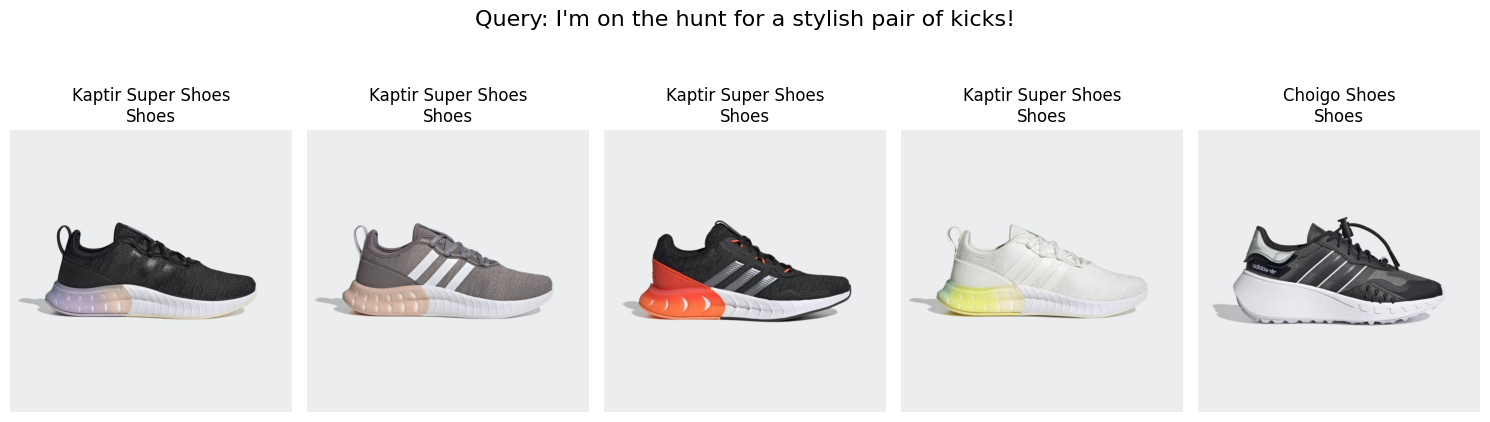 Query: I'm on the hunt for a stylish pair of kicks!
Kaptir Super Shoes
Shoes
Kaptir Super Shoes
Shoes
Kaptir Super Shoes
Shoes
Kaptir Super Shoes
Shoes
Choigo Shoes
Shoes
adidas